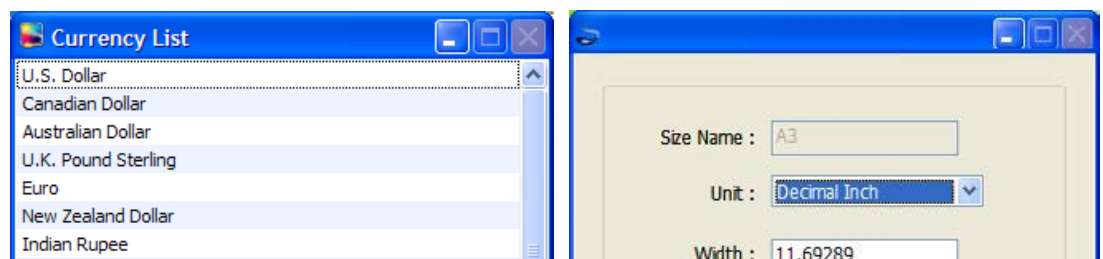 Currency List
U.S. Dollar
Canadian Dollar
Australian Dollar
U.K. Pound Sterling
Euro
New Zealand Dollar
Indian Rupee
Size Name : A3
Unit : Decimal Inch
Width : 11.69289